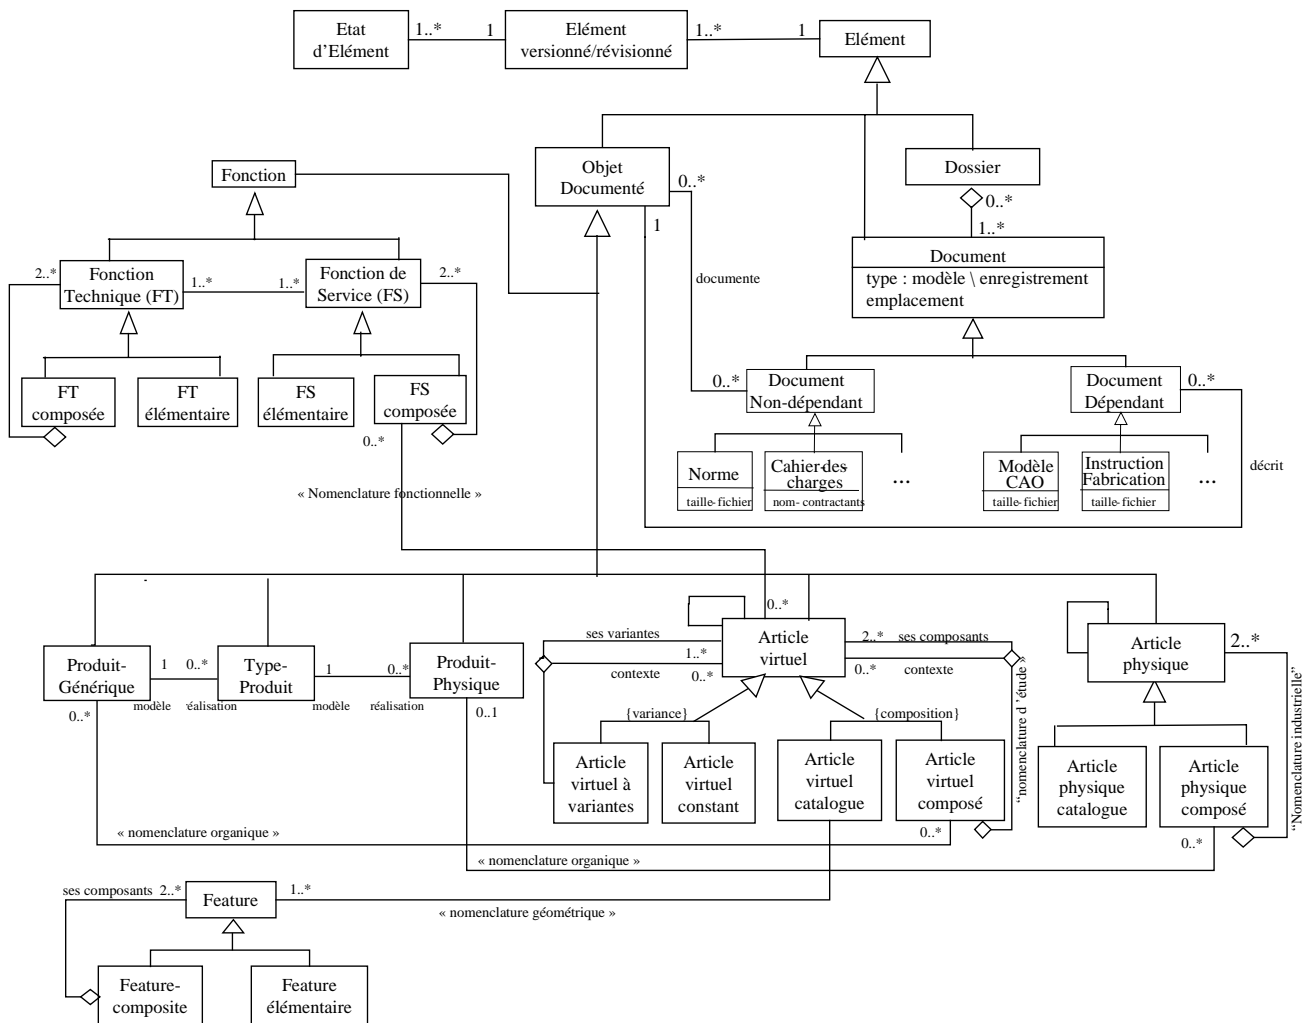 Etat
d'Elément
1..*
1
Elément
versionné/révisionné
1..*
1
Elément
Fonction
Objet
Documenté
0..*
1
Dossier
0..*
1..*
Document
type : modèle \ enregistrement
emplacement
documente
2..*
Fonction
Technique (FT)
1..*
1..*
Fonction de
Service (FS)
2..*
FT
composée
FT
élémentaire
FS
élémentaire
FS
composée
0..*
0..*
Document
Non-dépendant
Document
Dépendant
0..*
Norme
taille-fichier
Cahier-des-
charges
nom-contractants
...
Modèle
CAO
taille-fichier
Instruction
Fabrication
taille-fichier
...
décrit
« Nomenclature fonctionnelle »
0..*
Produit-
Générique
1
0..*
modèle
réalisation
Type-
Produit
1
0..*
modèle
réalisation
Produit-
Physique
0..*
0..1
ses variantes
1..*
contexte
0..*
Article
virtuel
2..*
ses composants
0..*
contexte
Article
physique
2..*
{variance}
{composition}
"nomenclature d 'étude »
"Nomenclature industrielle"
Article
virtuel à
variantes
Article
virtuel
constant
Article
virtuel
catalogue
Article
virtuel
composé
0..*
Article
physique
catalogue
Article
physique
composé
0..*
« nomenclature organique »
« nomenclature organique »
ses composants
2..*
Feature
1..*
« nomenclature géométrique »
Feature-
composite
Feature
élémentaire